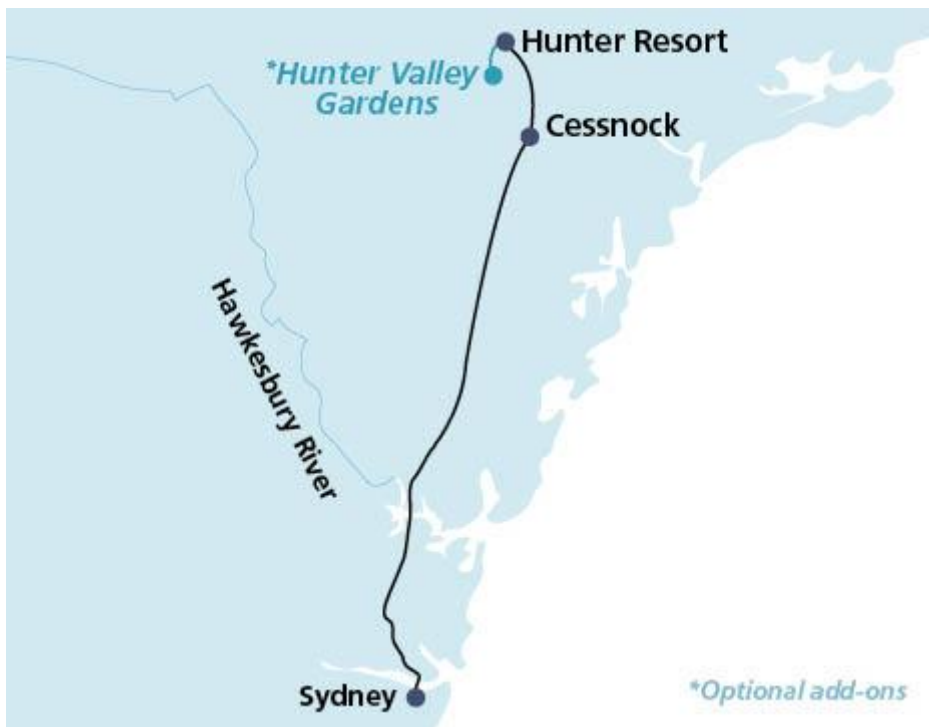 Hunter Resort
*Hunter Valley
Gardens
Cessnock
Hawkesbury River
Sydney
*Optional add-ons